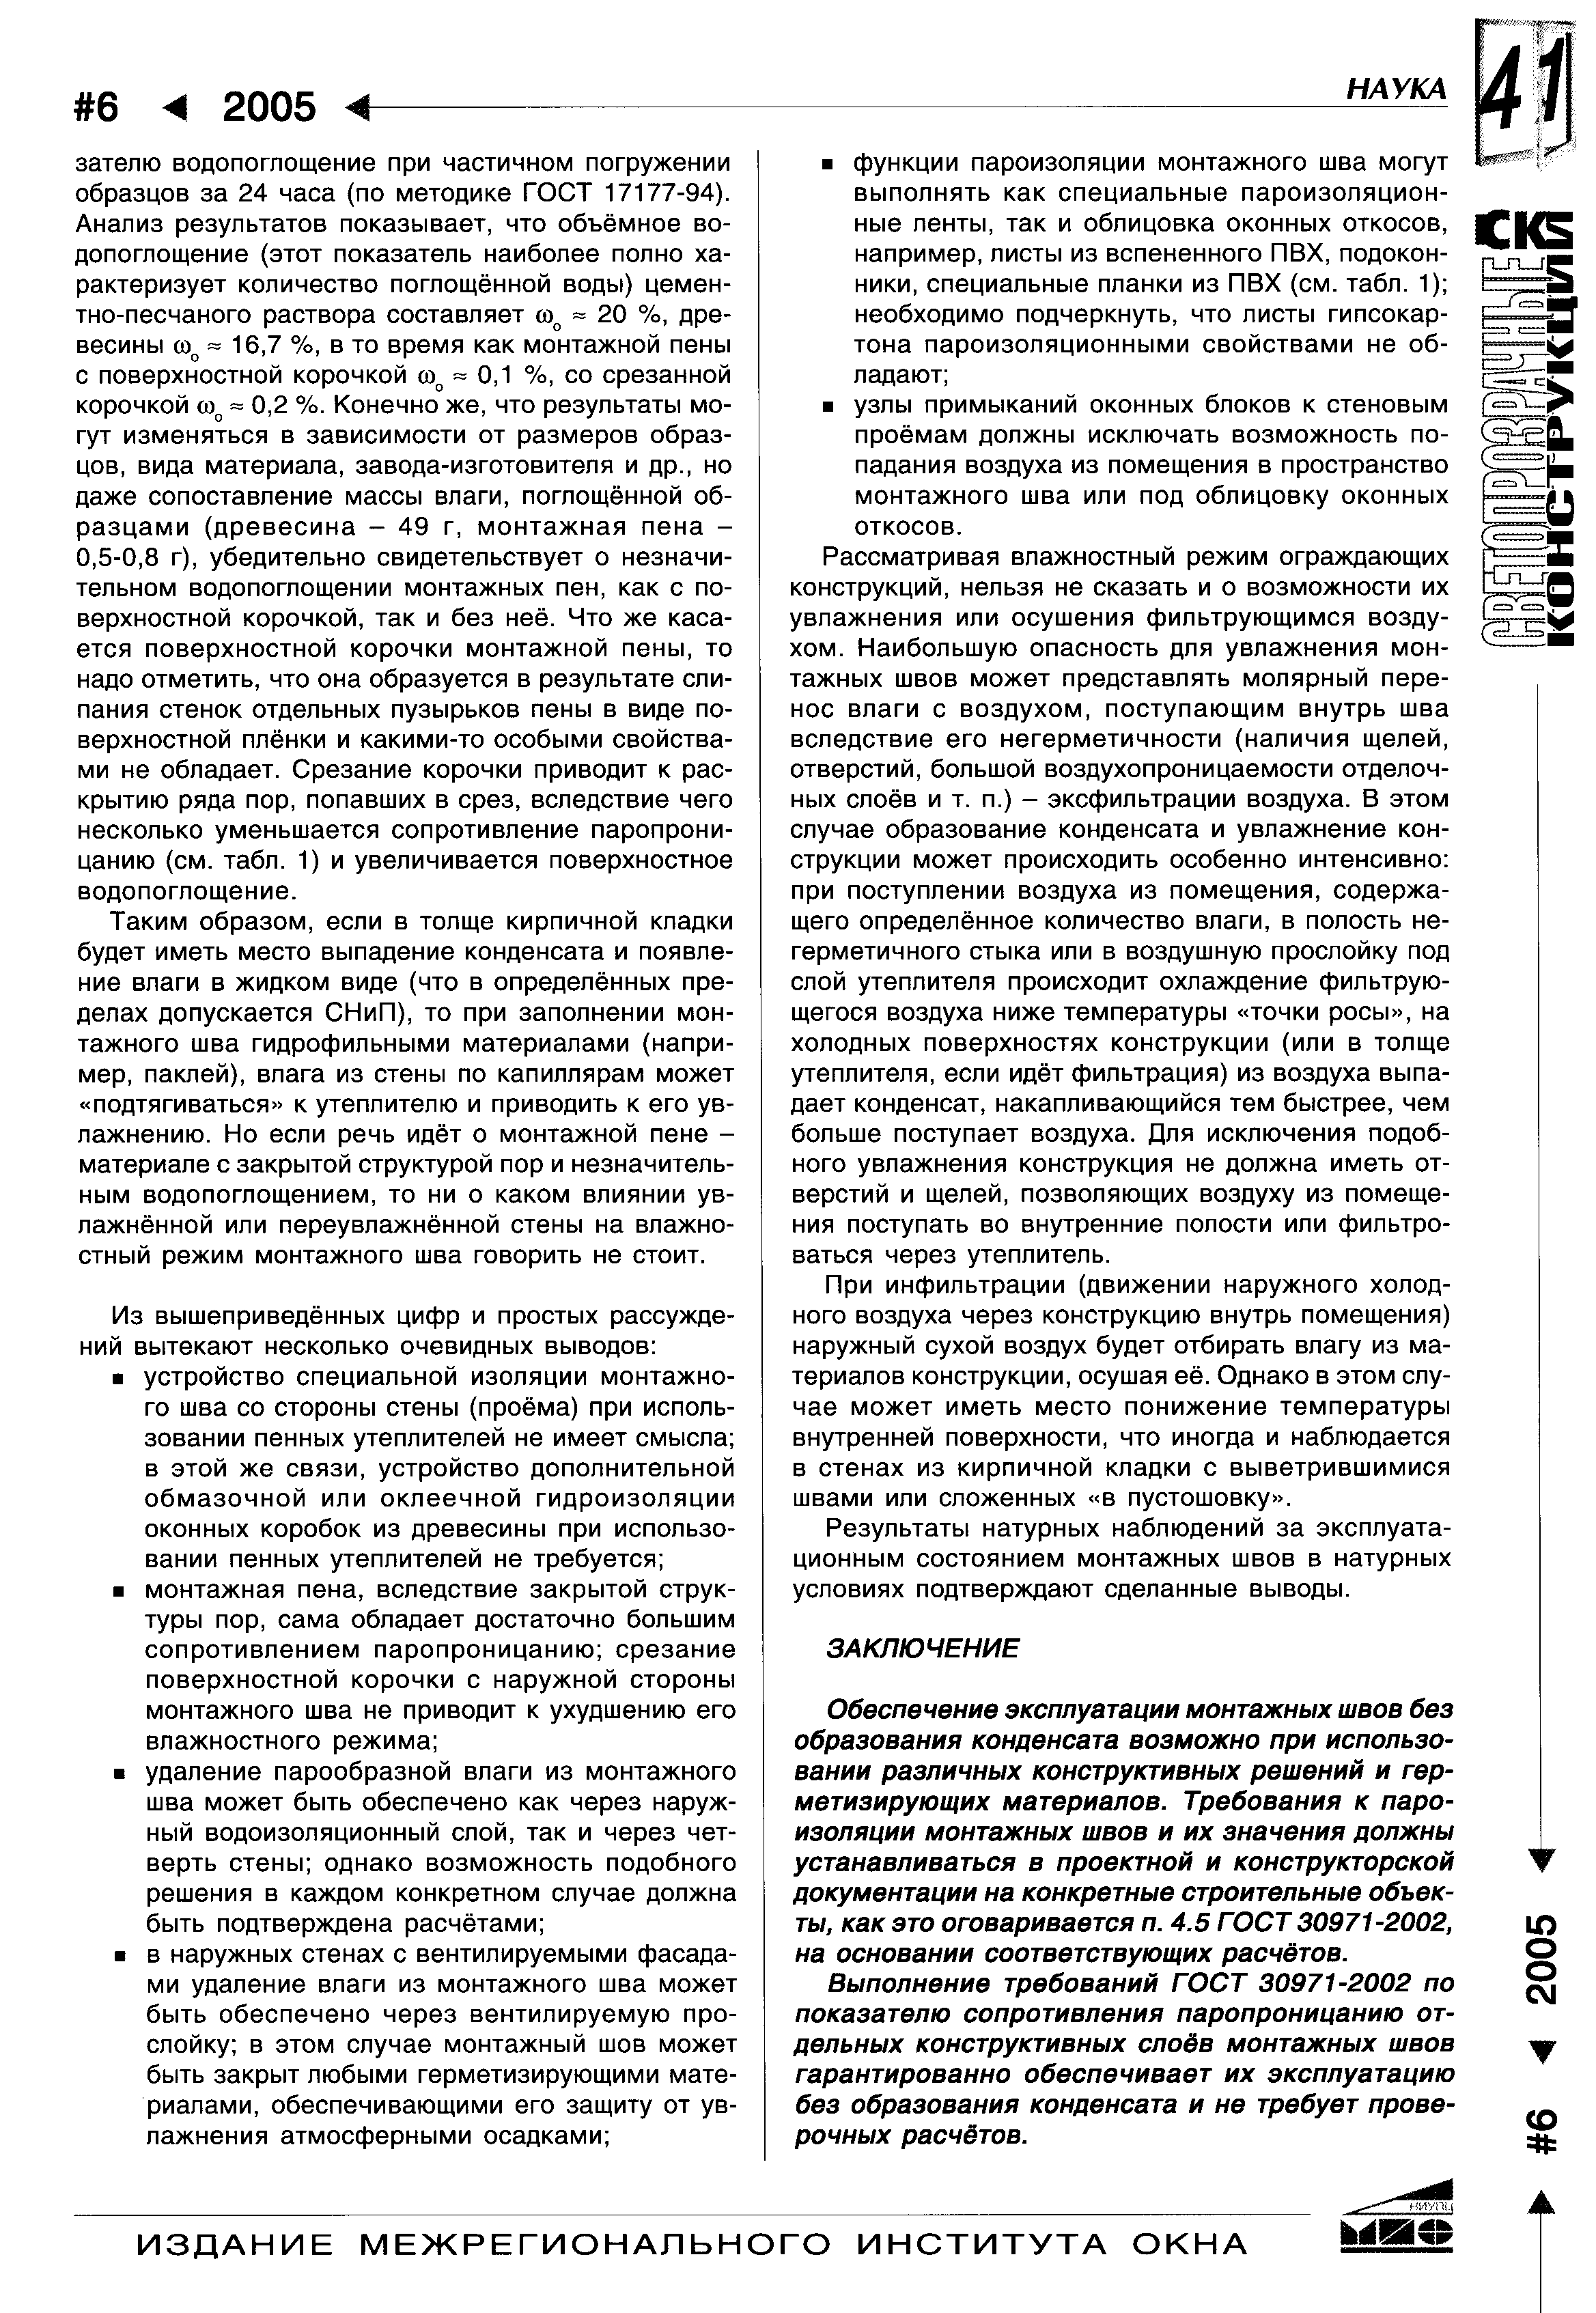 #6 ◄ 2005 ◄
НАУКА
41
зателю водопоглощение при частичном погружении
образцов за 24 часа (по методике ГОСТ 17177-94).
Анализ результатов показывает, что объёмное во-
допоглощение (этот показатель наиболее полно ха-
рактеризует количество поглощённой воды) цемен-
тно-песчаного раствора составляет ω₀ ≈ 20 %, дре-
весины ω₀ ≈ 16,7 %, в то время как монтажной пены
с поверхностной корочкой ω₀ ≈ 0,1 %, со срезанной
корочкой ω₀ ≈ 0,2 %. Конечно же, что результаты мо-
гут изменяться в зависимости от размеров образ-
цов, вида материала, завода-изготовителя и др., но
даже сопоставление массы влаги, поглощённой об-
разцами (древесина – 49 г, монтажная пена –
0,5-0,8 г), убедительно свидетельствует о незначи-
тельном водопоглощении монтажных пен, как с по-
верхностной корочкой, так и без неё. Что же каса-
ется поверхностной корочки монтажной пены, то
надо отметить, что она образуется в результате сли-
пания стенок отдельных пузырьков пены в виде по-
верхностной плёнки и какими-то особыми свойства-
ми не обладает. Срезание корочки приводит к рас-
крытию ряда пор, попавших в срез, вследствие чего
несколько уменьшается сопротивление паропрони-
цанию (см. табл. 1) и увеличивается поверхностное
водопоглощение.
Таким образом, если в толще кирпичной кладки
будет иметь место выпадение конденсата и появле-
ние влаги в жидком виде (что в определённых пре-
делах допускается СНиП), то при заполнении мон-
тажного шва гидрофильными материалами (напри-
мер, паклей), влага из стены по капиллярам может
«подтягиваться» к утеплителю и приводить к его ув-
лажнению. Но если речь идёт о монтажной пене –
материале с закрытой структурой пор и незначитель-
ным водопоглощением, то ни о каком влиянии ув-
лажнённой или переувлажнённой стены на влажно-
стный режим монтажного шва говорить не стоит.
Из вышеприведённых цифр и простых рассужде-
ний вытекают несколько очевидных выводов:
■ устройство специальной изоляции монтажно-
го шва со стороны стены (проёма) при исполь-
зовании пенных утеплителей не имеет смысла;
в этой же связи, устройство дополнительной
обмазочной или оклеечной гидроизоляции
оконных коробок из древесины при использо-
вании пенных утеплителей не требуется;
■ монтажная пена, вследствие закрытой струк-
туры пор, сама обладает достаточно большим
сопротивлением паропроницанию; срезание
поверхностной корочки с наружной стороны
монтажного шва не приводит к ухудшению его
влажностного режима;
■ удаление парообразной влаги из монтажного
шва может быть обеспечено как через наруж-
ный водоизоляционный слой, так и через чет-
верть стены; однако возможность подобного
решения в каждом конкретном случае должна
быть подтверждена расчётами;
■ в наружных стенах с вентилируемыми фасада-
ми удаление влаги из монтажного шва может
быть обеспечено через вентилируемую про-
слойку; в этом случае монтажный шов может
быть закрыт любыми герметизирующими мате-
риалами, обеспечивающими его защиту от ув-
лажнения атмосферными осадками;
■ функции пароизоляции монтажного шва могут
выполнять как специальные пароизоляцион-
ные ленты, так и облицовка оконных откосов,
например, листы из вспененного ПВХ, подокон-
ники, специальные планки из ПВХ (см. табл. 1);
необходимо подчеркнуть, что листы гипсокар-
тона пароизоляционными свойствами не об-
ладают;
■ узлы примыканий оконных блоков к стеновым
проёмам должны исключать возможность по-
падания воздуха из помещения в пространство
монтажного шва или под облицовку оконных
откосов.
Рассматривая влажностный режим ограждающих
конструкций, нельзя не сказать и о возможности их
увлажнения или осушения фильтрующимся возду-
хом. Наибольшую опасность для увлажнения мон-
тажных швов может представлять молярный пере-
нос влаги с воздухом, поступающим внутрь шва
вследствие его негерметичности (наличия щелей,
отверстий, большой воздухопроницаемости отделоч-
ных слоёв и т. п.) – эксфильтрации воздуха. В этом
случае образование конденсата и увлажнение кон-
струкции может происходить особенно интенсивно:
при поступлении воздуха из помещения, содержа-
щего определённое количество влаги, в полость не-
герметичного стыка или в воздушную прослойку под
слой утеплителя происходит охлаждение фильтрую-
щегося воздуха ниже температуры «точки росы», на
холодных поверхностях конструкции (или в толще
утеплителя, если идёт фильтрация) из воздуха выпа-
дает конденсат, накапливающийся тем быстрее, чем
больше поступает воздуха. Для исключения подоб-
ного увлажнения конструкция не должна иметь от-
верстий и щелей, позволяющих воздуху из помеще-
ния поступать во внутренние полости или фильтро-
ваться через утеплитель.
При инфильтрации (движении наружного холод-
ного воздуха через конструкцию внутрь помещения)
наружный сухой воздух будет отбирать влагу из ма-
териалов конструкции, осушая её. Однако в этом слу-
чае может иметь место понижение температуры
внутренней поверхности, что иногда и наблюдается
в стенах из кирпичной кладки с выветрившимися
швами или сложенных «в пустошовку».
Результаты натурных наблюдений за эксплуата-
ционным состоянием монтажных швов в натурных
условиях подтверждают сделанные выводы.
ЗАКЛЮЧЕНИЕ
Обеспечение эксплуатации монтажных швов без
образования конденсата возможно при использо-
вании различных конструктивных решений и гер-
метизирующих материалов. Требования к паро-
изоляции монтажных швов и их значения должны
устанавливаться в проектной и конструкторской
документации на конкретные строительные объек-
ты, как это оговаривается п. 4.5 ГОСТ 30971-2002,
на основании соответствующих расчётов.
Выполнение требований ГОСТ 30971-2002 по
показателю сопротивления паропроницанию от-
дельных конструктивных слоёв монтажных швов
гарантированно обеспечивает их эксплуатацию
без образования конденсата и не требует прове-
рочных расчётов.
СК
СВЕТОПРОЗРАЧНЫЕ
КОНСТРУКЦИИ
#6 ◄ 2005
НИУПЦ
МИО
ИЗДАНИЕ МЕЖРЕГИОНАЛЬНОГО ИНСТИТУТА ОКНА